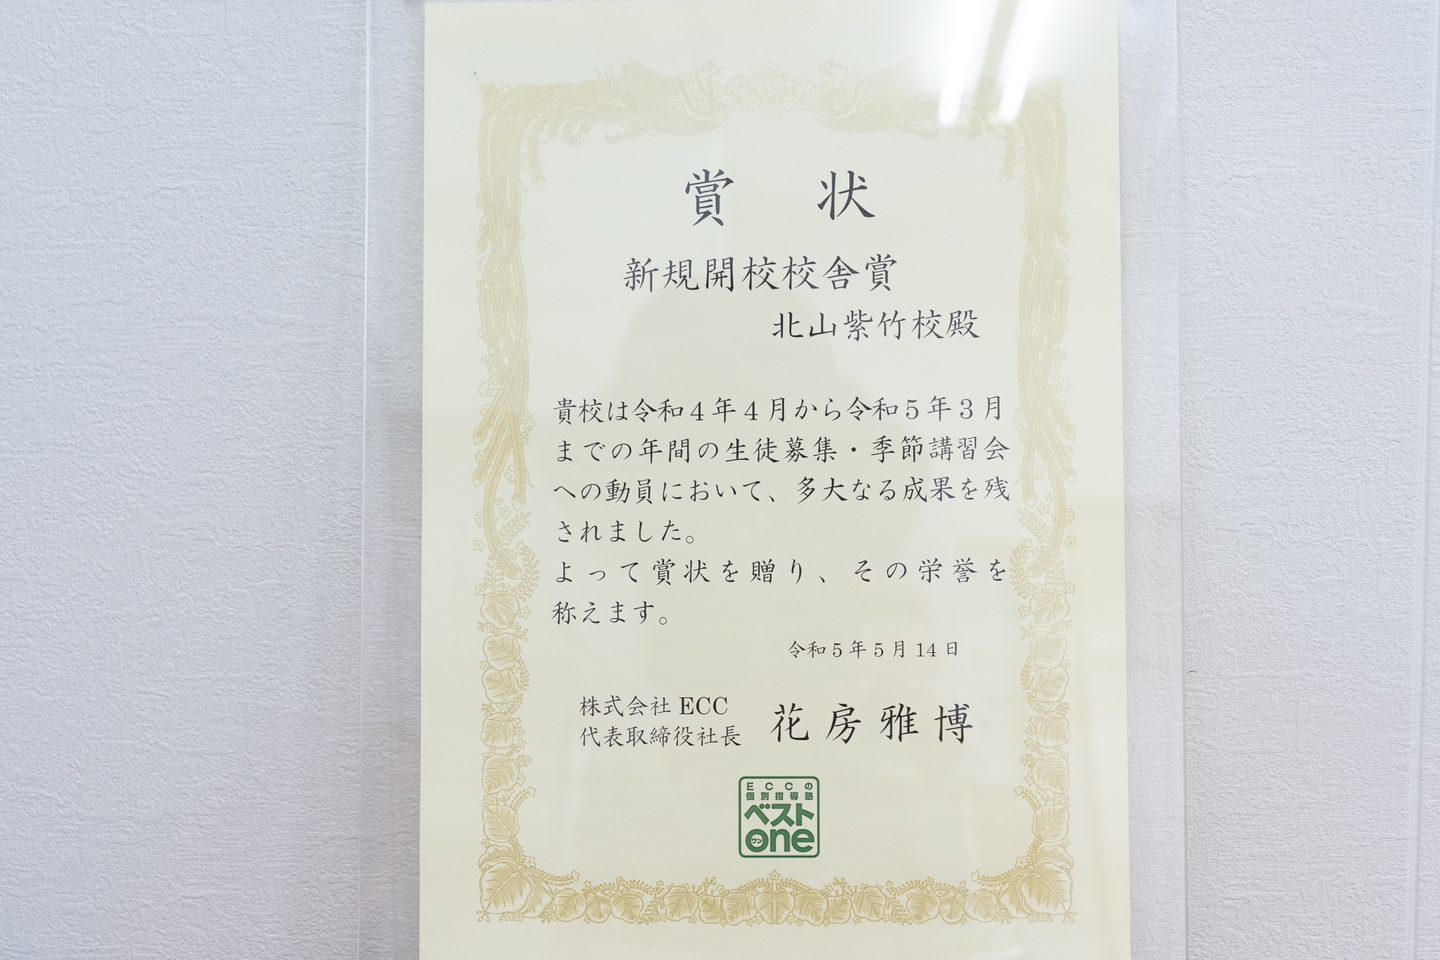 賞状
新規開校校舎賞
北山紫竹校殿
貴校は令和４年４月から令和５年３月
までの年間の生徒募集・季節講習会
への動員において、多大なる成果を残
されました。
よって賞状を贈り、その栄誉を
称えます。
令和５年５月14日
株式会社ECC
代表取締役社長 花房雅博
ECCの
個別指導塾
ベスト
one
ワン